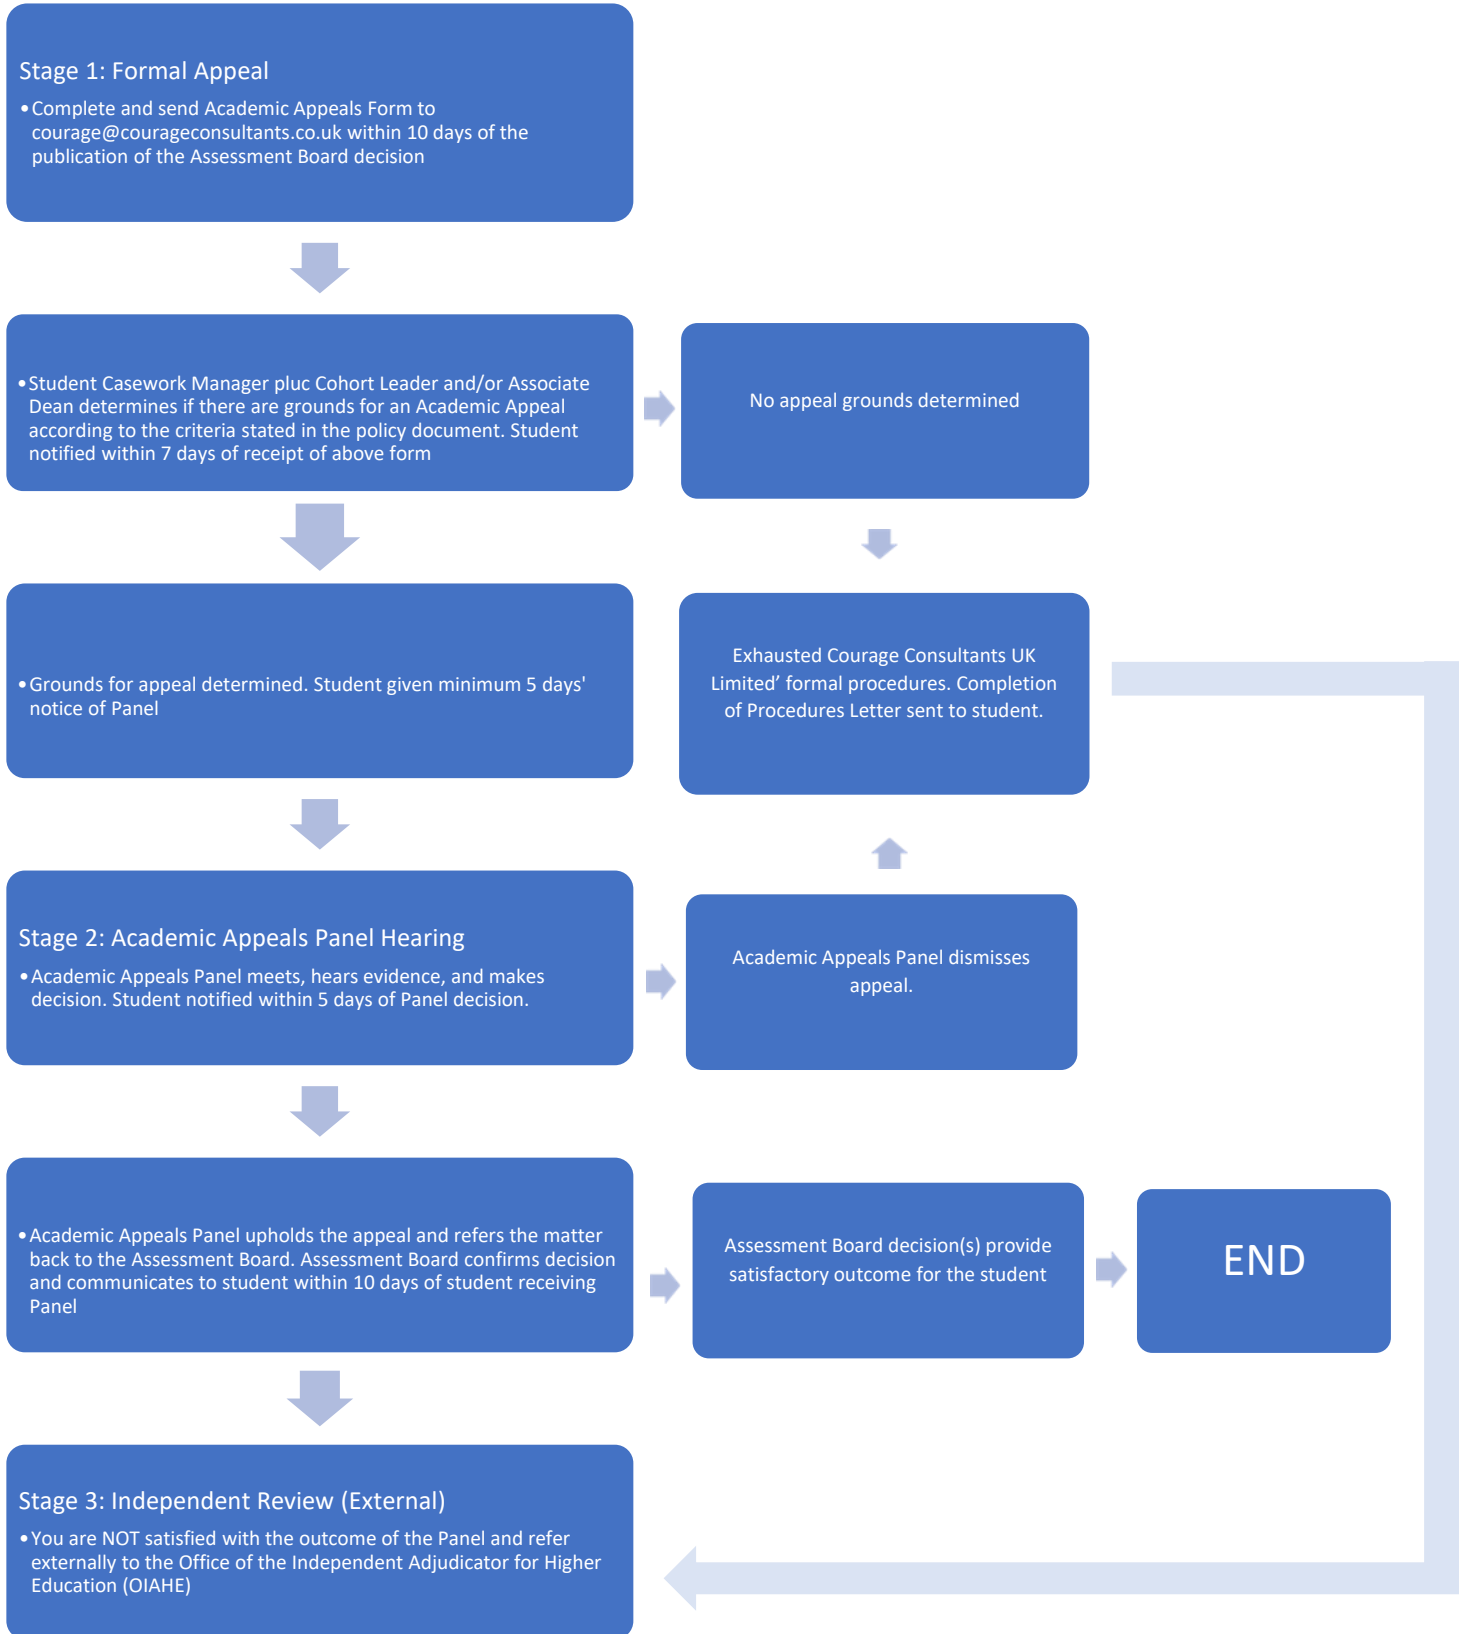 Stage 1: Formal Appeal
•Complete and send Academic Appeals Form to
courage@courageconsultants.co.uk within 10 days of the
publication of the Assessment Board decision
•Student Casework Manager pluc Cohort Leader and/or Associate
Dean determines if there are grounds for an Academic Appeal
according to the criteria stated in the policy document. Student
notified within 7 days of receipt of above form
No appeal grounds determined
•Grounds for appeal determined. Student given minimum 5 days'
notice of Panel
Exhausted Courage Consultants UK
Limited’ formal procedures. Completion
of Procedures Letter sent to student.
Stage 2: Academic Appeals Panel Hearing
•Academic Appeals Panel meets, hears evidence, and makes
decision. Student notified within 5 days of Panel decision.
Academic Appeals Panel dismisses
appeal.
•Academic Appeals Panel upholds the appeal and refers the matter
back to the Assessment Board. Assessment Board confirms decision
and communicates to student within 10 days of student receiving
Panel
Assessment Board decision(s) provide
satisfactory outcome for the student
END
Stage 3: Independent Review (External)
•You are NOT satisfied with the outcome of the Panel and refer
externally to the Office of the Independent Adjudicator for Higher
Education (OIAHE)